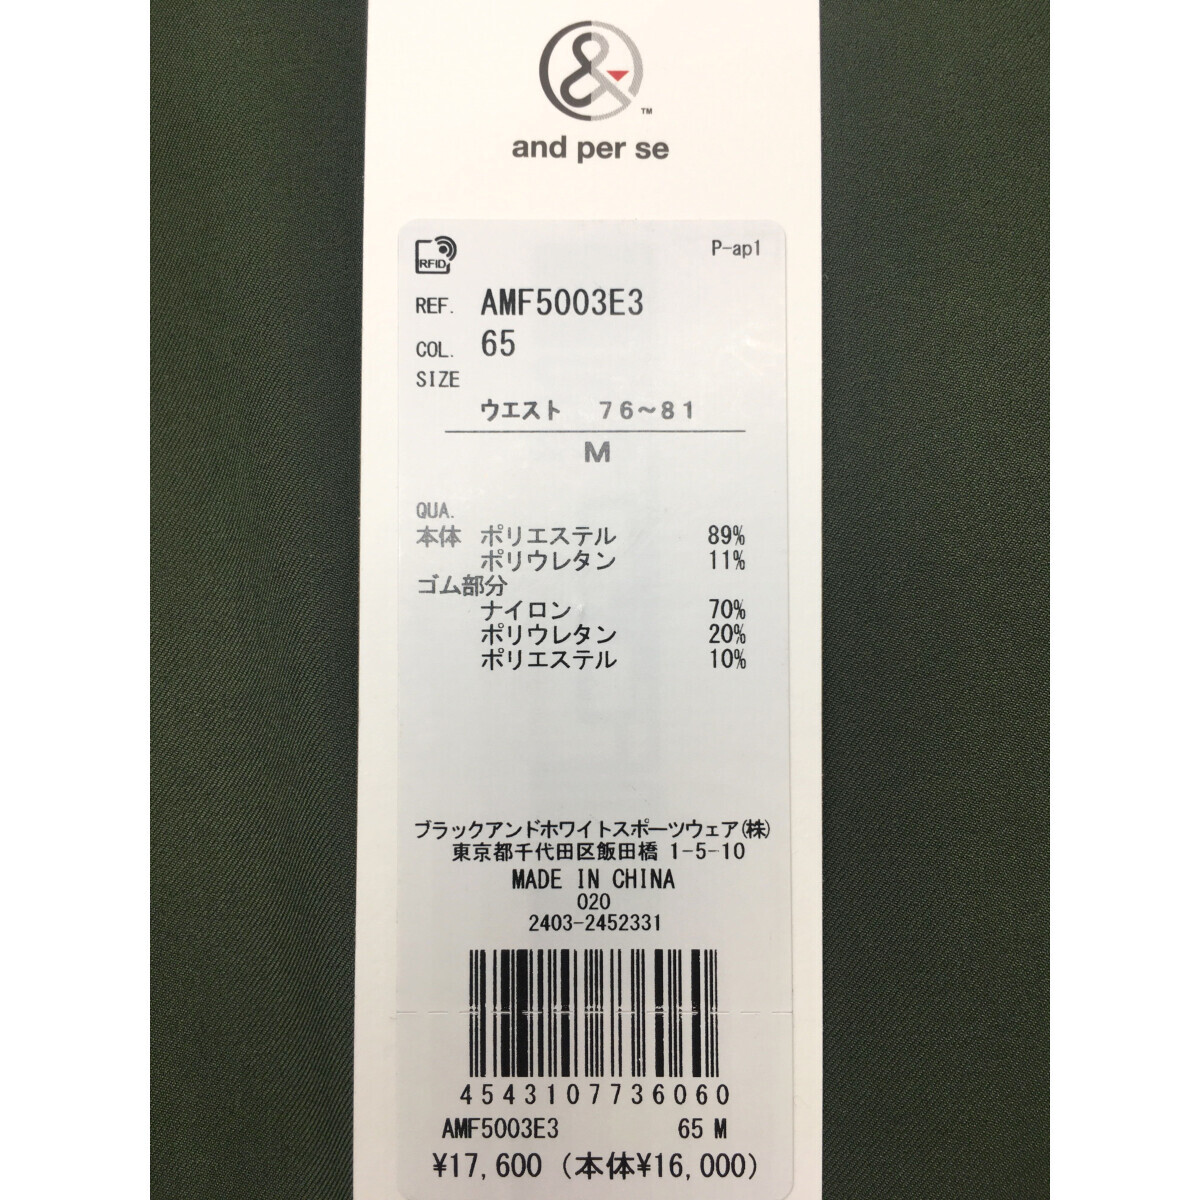 &
™
and per se
RFID
P-ap1
REF. AMF5003E3
COL. 65
SIZE
ウエスト 76~81
M
QUA.
本体 ポリエステル 89%
ポリウレタン 11%
ゴム部分
ナイロン 70%
ポリウレタン 20%
ポリエステル 10%
ブラックアンドホワイトスポーツウェア(株)
東京都千代田区飯田橋 1-5-10
MADE IN CHINA
020
2403-2452331
4543107736060
AMF5003E3 65 M
¥17,600 (本体¥16,000)